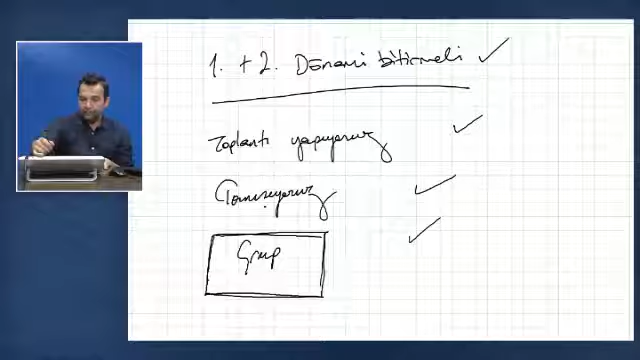 1. + 2. Dönemi bitirmeli
Toplantı yapıyoruz
Tanışıyoruz
Grup